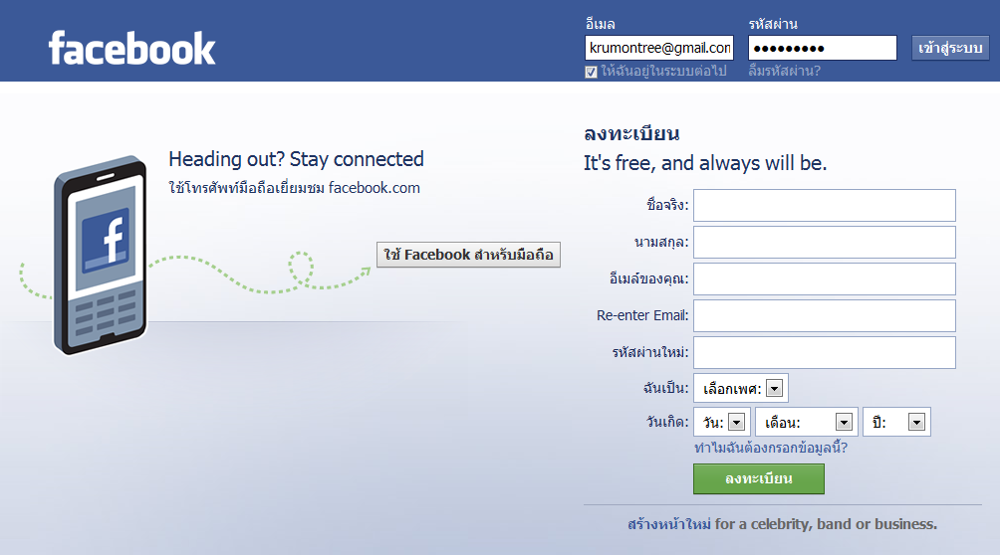 facebook
อีเมล
รหัสผ่าน
krumontree@gmail.com
เข้าสู่ระบบ
ให้ฉันอยู่ในระบบต่อไป
ลืมรหัสผ่าน?
Heading out? Stay connected
ใช้โทรศัพท์มือถือเยี่ยมชม facebook.com
f
ใช้ Facebook สำหรับมือถือ
ลงทะเบียน
It's free, and always will be.
ชื่อจริง:
นามสกุล:
อีเมล์ของคุณ:
Re-enter Email:
รหัสผ่านใหม่:
ฉันเป็น: เลือกเพศ:
วันเกิด: วัน: เดือน: ปี:
ทำไมฉันต้องกรอกข้อมูลนี้?
ลงทะเบียน
สร้างหน้าใหม่ for a celebrity, band or business.